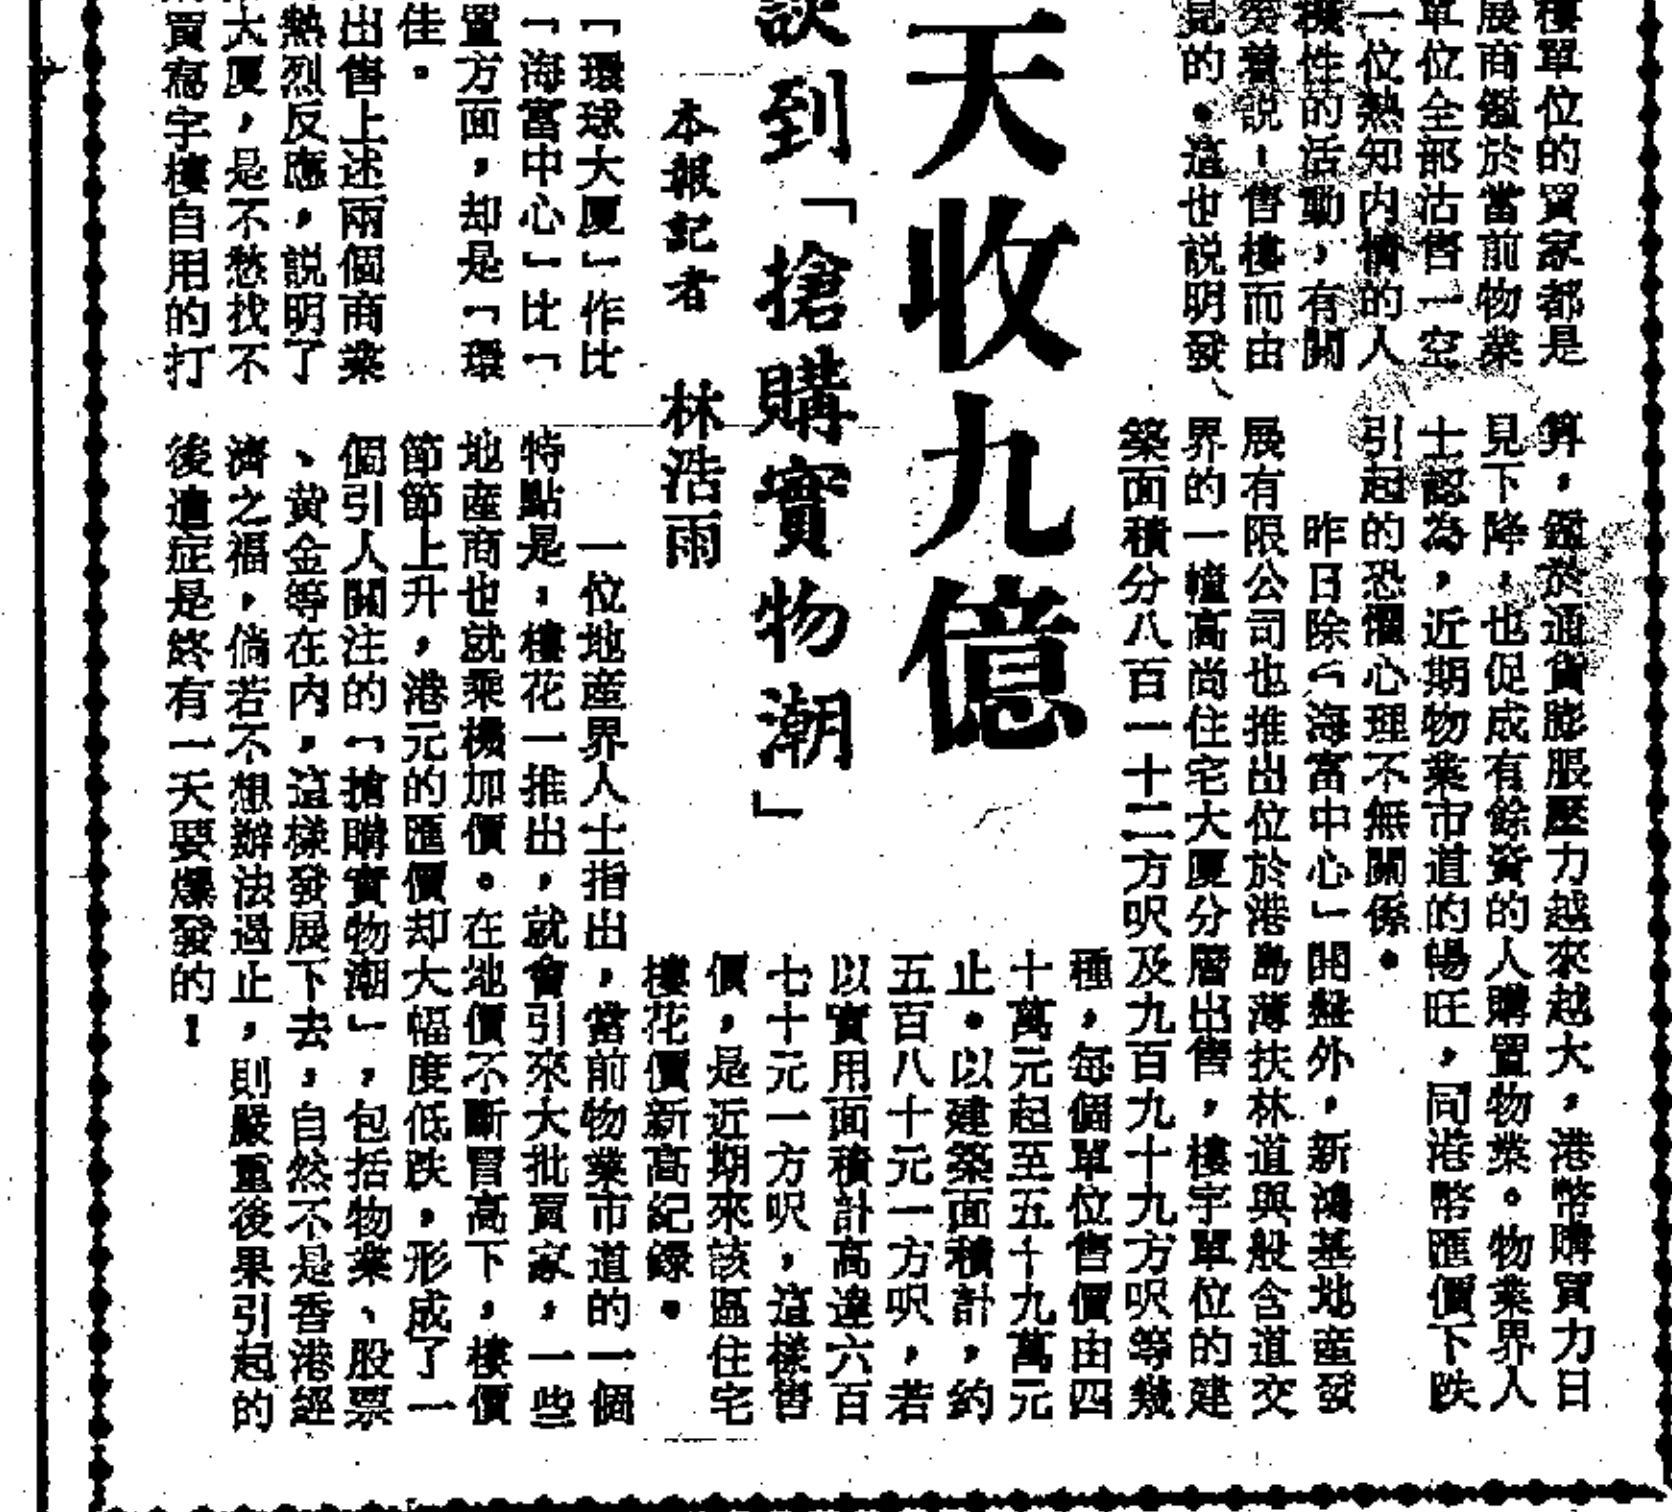 天收九億
談到「搶購實物潮」
本報記者 林浩雨
樓單位的買家都是
展商鑑於當前物業
單位全部沽售一空
一位熱知內情的人
機性的活動，有關
發售說，售樓而由
見的。這也説明發
算，鑑於通貨膨脹壓力越來越大，港幣購買力日
見下降，也促成有餘資的人購置物業。物業界人
士認為，近期物業市道的暢旺，同港幣匯價下跌
引起的恐懼心理不無關係。
昨日除「海富中心」開盤外，新鴻基地產發
展有限公司也推出位於港島薄扶林道與般含道交
界的一幢高尚住宅大厦分層出售，樓宇單位的建
築面積分八百一十二方呎及九百九十九方呎等幾
種，每個單位售價由四
十萬元起至五十九萬元
止。以建築面積計，約
五百八十元一方呎，若
以實用面積計高達六百
七十元一方呎，這樣售
價，是近期來該區住宅
樓花價新高紀錄。
「環球大厦」作比
「海富中心」比「
置方面，却是「環
佳。
出售上述兩個商業
熱烈反應，説明了
大厦，是不愁找不
買寫字樓自用的打
一位地產界人士指出，當前物業市道的一個
特點是：樓花一推出，就會引來大批買家，一些
地產商也就乘機加價。在地價不斷冒高下，樓價
節節上升，港元的匯價却大幅度低跌，形成了一
個引人關注的「搶購實物潮」，包括物業、股票
、黃金等在內，這樣發展下去，自然不是香港經
濟之福，倘若不想辦法遏止，則嚴重後果引起的
後遺症是終有一天要爆發的！